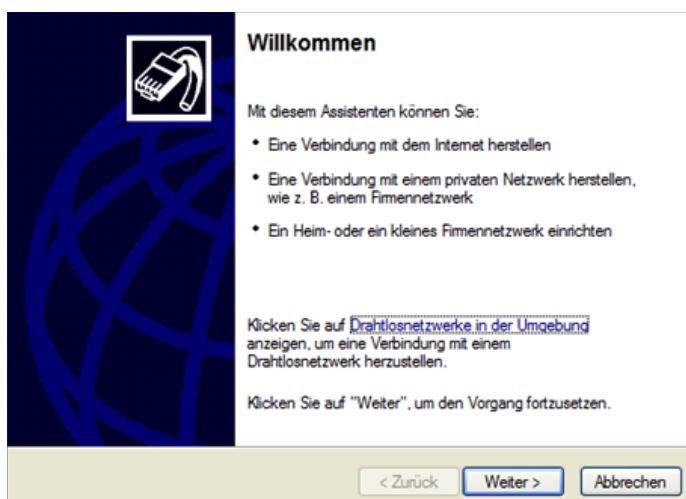 Willkommen
Mit diesem Assistenten können Sie:
• Eine Verbindung mit dem Internet herstellen
• Eine Verbindung mit einem privaten Netzwerk herstellen,
wie z. B. einem Firmennetzwerk
• Ein Heim- oder ein kleines Firmennetzwerk einrichten
Klicken Sie auf Drahtlosnetzwerke in der Umgebung
anzeigen, um eine Verbindung mit einem
Drahtlosnetzwerk herzustellen.
Klicken Sie auf "Weiter", um den Vorgang fortzusetzen.
< Zurück Weiter > Abbrechen